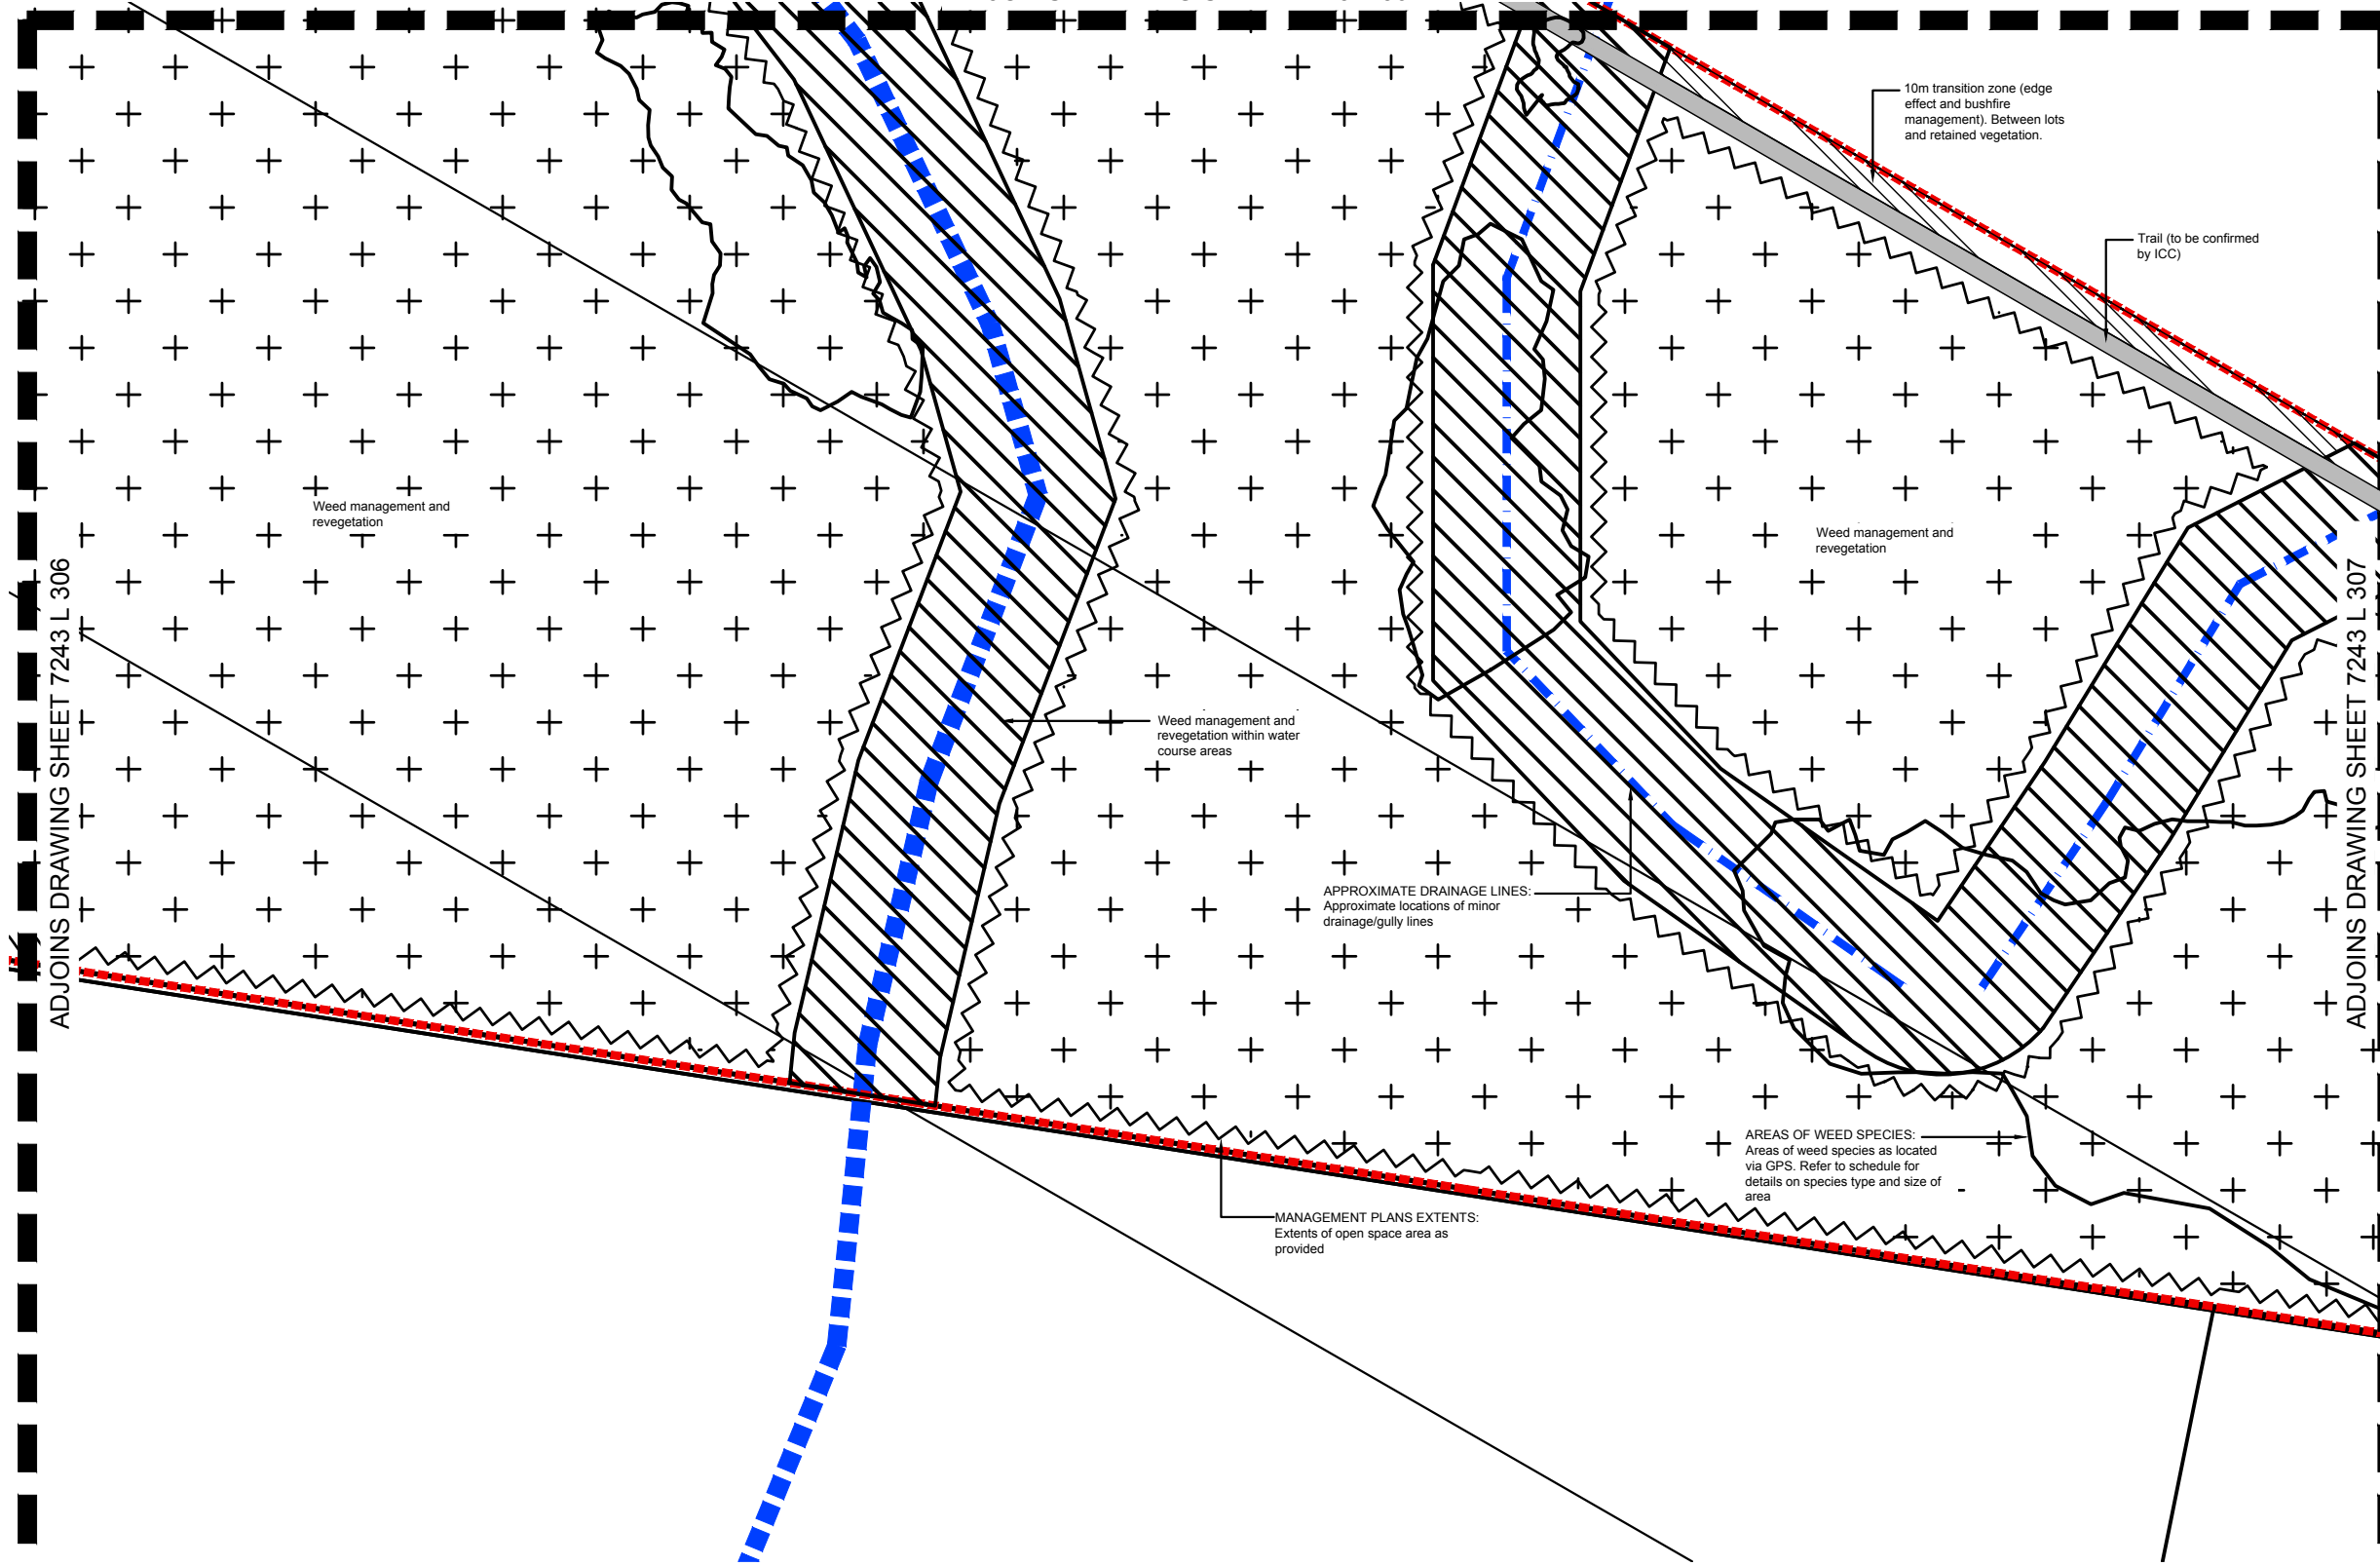 10m transition zone (edge
effect and bushfire
management). Between lots
and retained vegetation.
Trail (to be confirmed
by ICC)
Weed management and
revegetation
Weed management and
revegetation
ADJOINS DRAWING SHEET 7243 L 306
ADJOINS DRAWING SHEET 7243 L 307
Weed management and
revegetation within water
course areas
APPROXIMATE DRAINAGE LINES:
Approximate locations of minor
drainage/gully lines
AREAS OF WEED SPECIES:
Areas of weed species as located
via GPS. Refer to schedule for
details on species type and size of
area
MANAGEMENT PLANS EXTENTS:
Extents of open space area as
provided